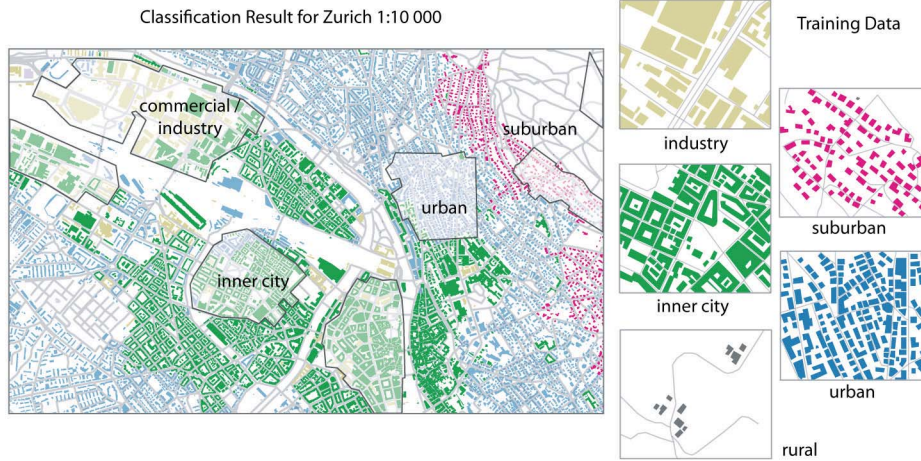 Classification Result for Zurich 1:10 000
Training Data
commercial /
industry
suburban
urban
inner city
industry
suburban
inner city
urban
rural